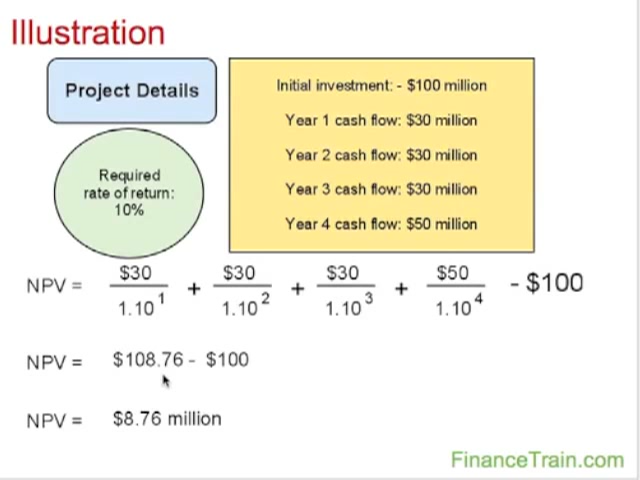 Illustration
Project Details
Initial investment: - $100 million
Year 1 cash flow: $30 million
Year 2 cash flow: $30 million
Year 3 cash flow: $30 million
Year 4 cash flow: $50 million
Required
rate of return:
10%
NPV = $30/1.10^1 + $30/1.10^2 + $30/1.10^3 + $50/1.10^4 - $100
NPV = $108.76 - $100
NPV = $8.76 million
FinanceTrain.com